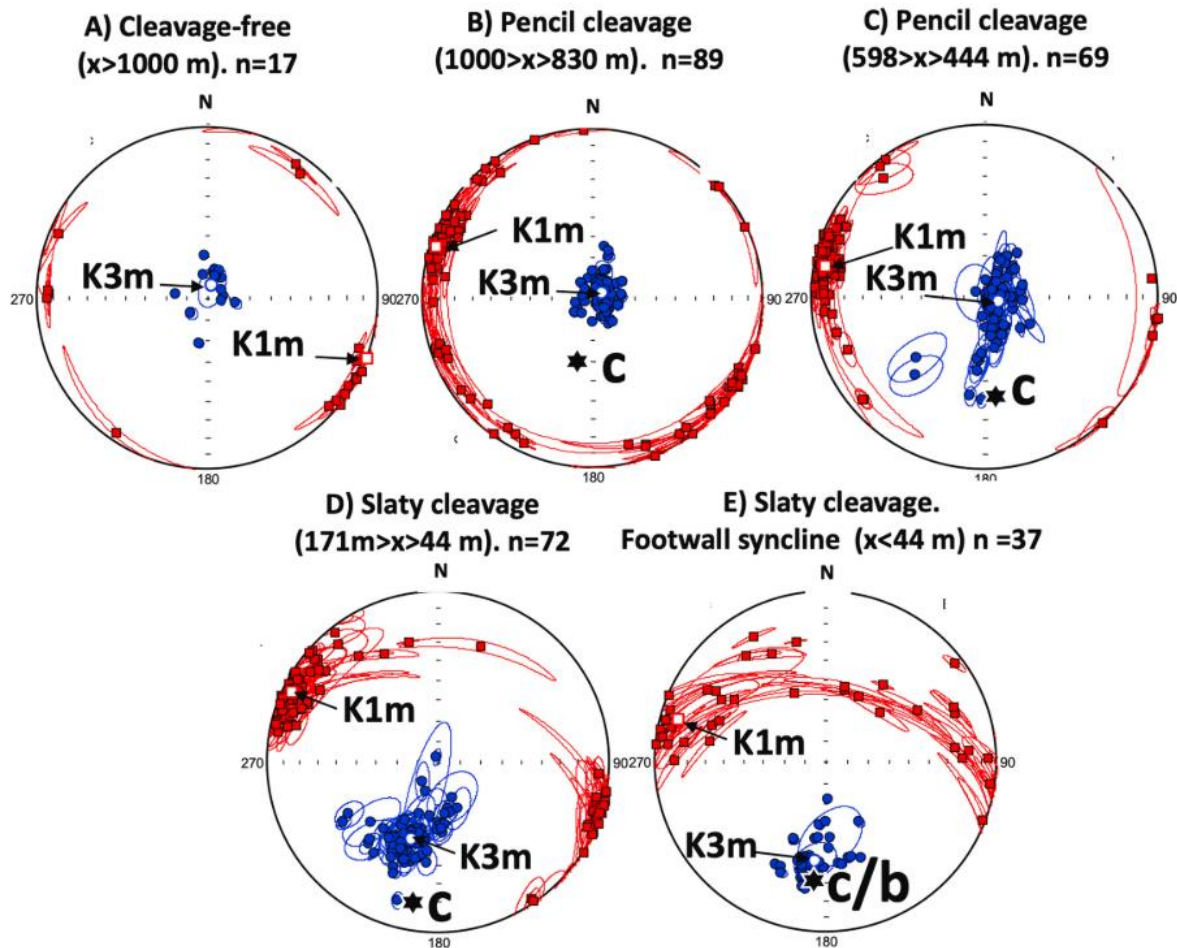 A) Cleavage-free
(x>1000 m). n=17
B) Pencil cleavage
(1000>x>830 m). n=89
C) Pencil cleavage
(598>x>444 m). n=69
N
N
N
K3m
K1m
270
90
180
K1m
K3m
c
270
90
180
K1m
K3m
c
270
90
180
D) Slaty cleavage
(171m>x>44 m). n=72
E) Slaty cleavage.
Footwall syncline (x<44 m) n =37
N
N
K1m
K3m
c
270
90
180
K1m
K3m
c/b
270
90
180